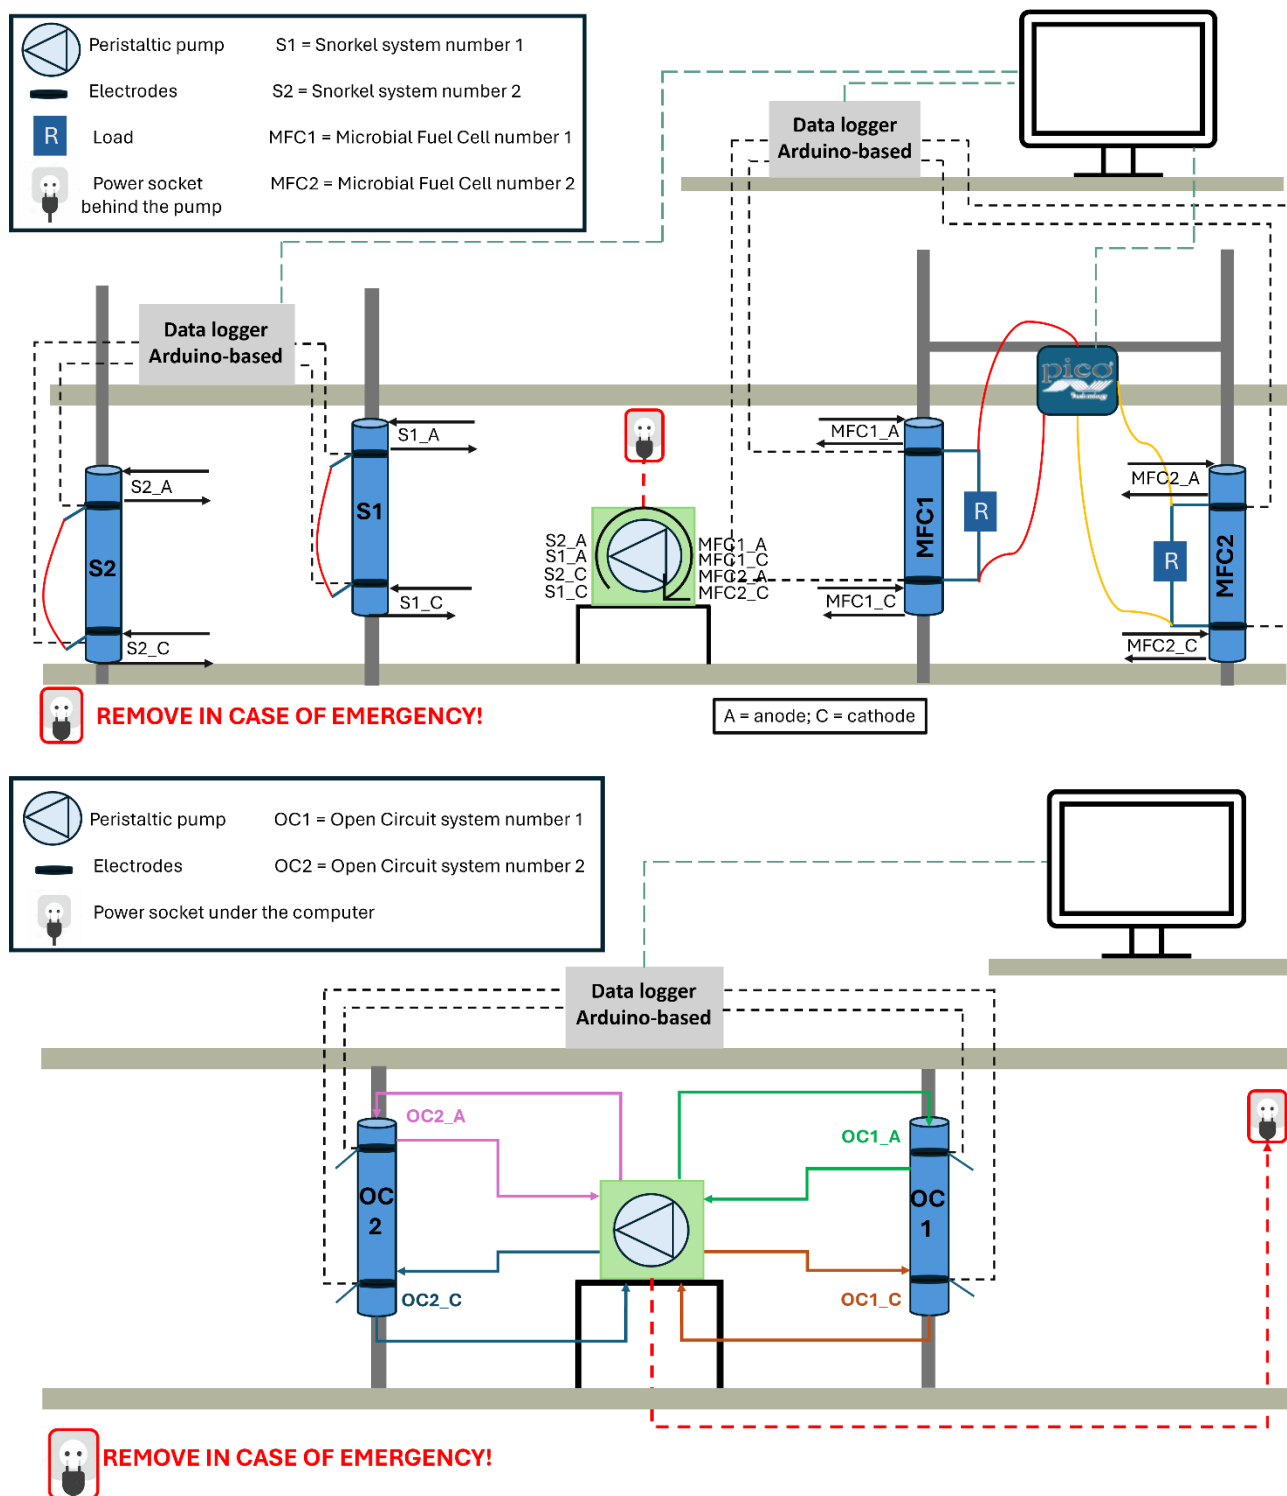 Peristaltic pump
S1 = Snorkel system number 1
Electrodes
S2 = Snorkel system number 2
R
Load
MFC1 = Microbial Fuel Cell number 1
Power socket
behind the pump
MFC2 = Microbial Fuel Cell number 2
Data logger
Arduino-based
Data logger
Arduino-based
pico
Technology
S1_A
S2_A
S1
S2
S1_C
S2_C
S2_A
S1_A
S2_C
S1_C
MFC1_A
MFC1_C
MFC2_A
MFC2_C
MFC1_A
MFC1
R
MFC1_C
MFC2_A
R
MFC2
MFC2_C
REMOVE IN CASE OF EMERGENCY!
A = anode; C = cathode
Peristaltic pump
OC1 = Open Circuit system number 1
Electrodes
OC2 = Open Circuit system number 2
Power socket under the computer
Data logger
Arduino-based
OC2_A
OC1_A
OC
2
OC
1
OC2_C
OC1_C
REMOVE IN CASE OF EMERGENCY!